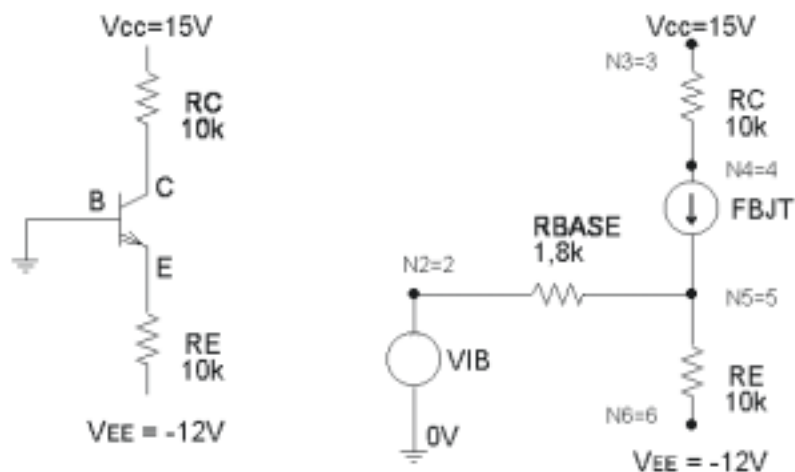 Vcc=15V
RC
10k
B
C
E
RE
10k
VEE = -12V
Vcc=15V
N3=3
RC
10k
N4=4
FBJT
RBASE
1,8k
N2=2
N5=5
VIB
RE
10k
N6=6
0V
VEE = -12V